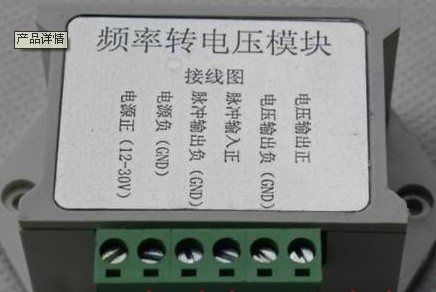 产品详情
频率转电压模块
接线图
电源正(12-30V)
电源负(GND)
脉冲输出负(GND)
脉冲输入正
电压输出负(GND)
电压输出正